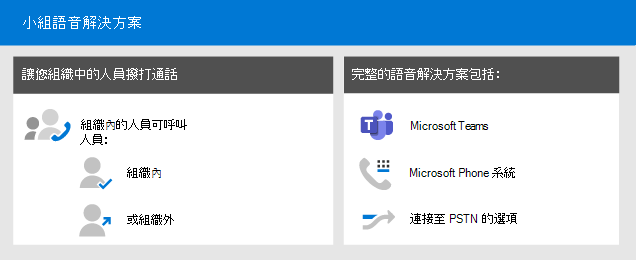 小組語音解決方案
讓您組織中的人員撥打通話
組織內的人員可呼叫
人員:
組織內
或組織外
完整的語音解決方案包括:
Microsoft Teams
Microsoft Phone 系統
連接至 PSTN 的選項